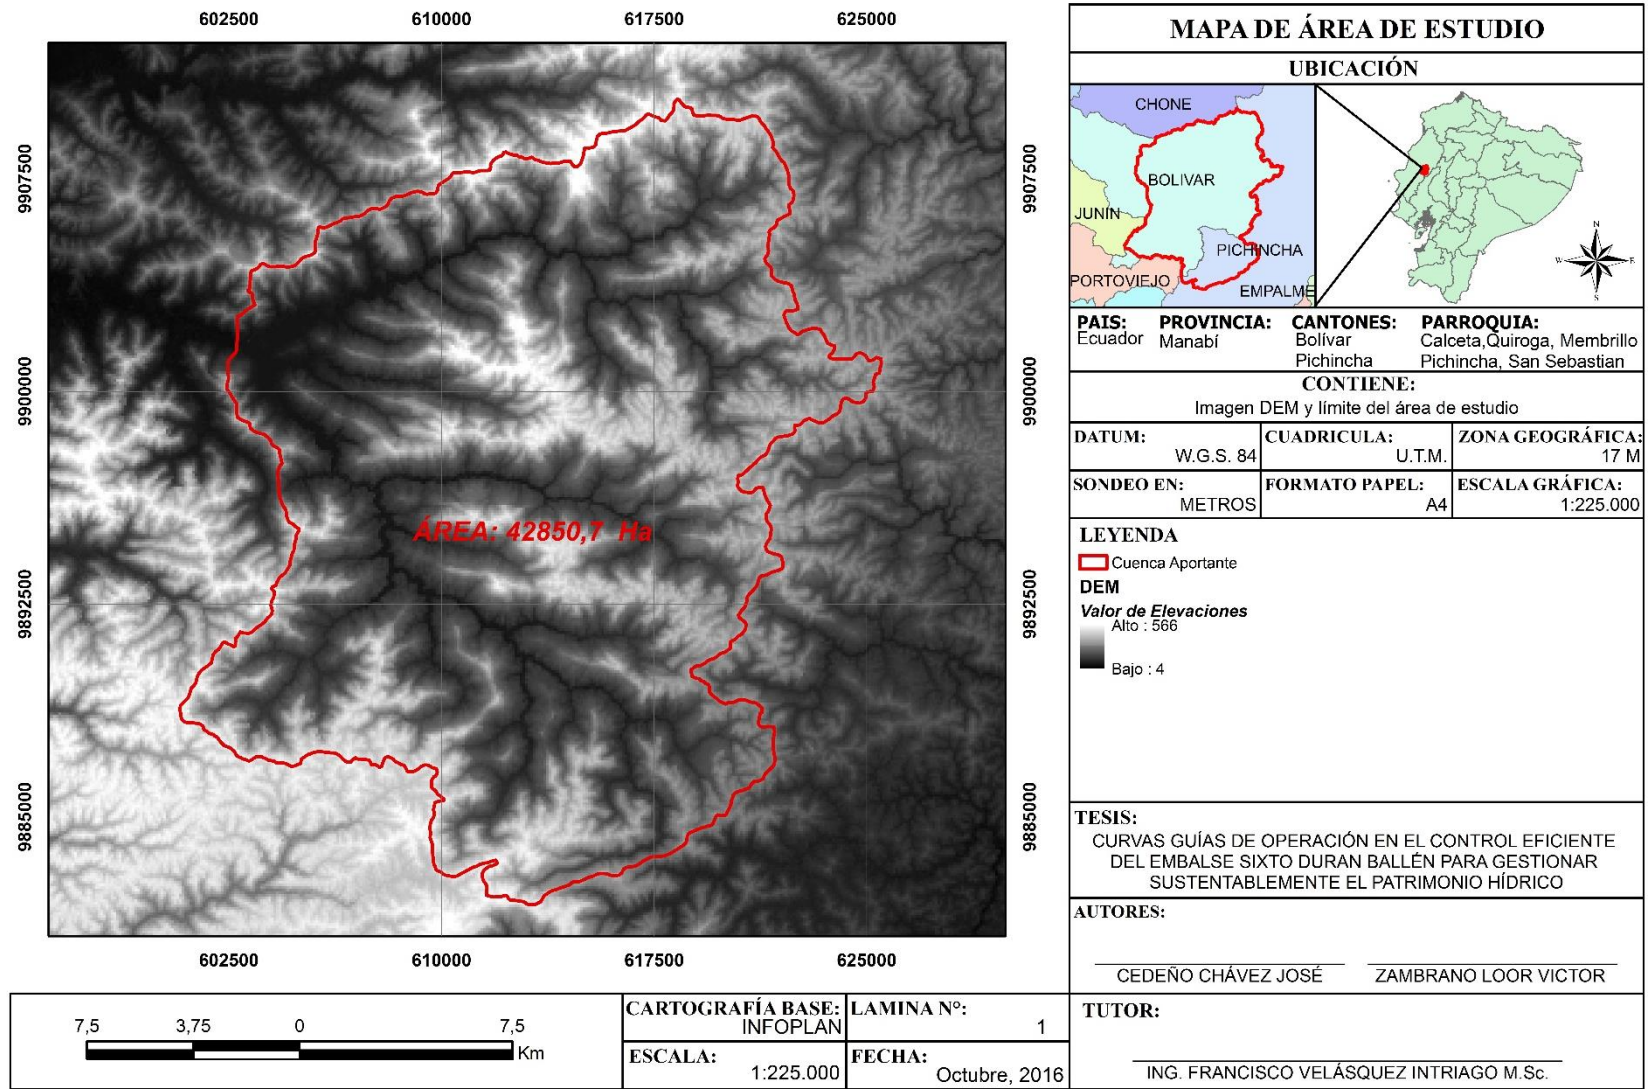 602500 610000 617500 625000
9907500
9900000
9892500
9885000
ÁREA: 42850,7 Ha
9907500
9900000
9892500
9885000
602500 610000 617500 625000
MAPA DE ÁREA DE ESTUDIO
UBICACIÓN
CHONE
BOLIVAR
JUNIN
PICHINCHA
PORTOVIEJO
EMPALME
N
W E
S
PAIS: PROVINCIA: CANTONES: PARROQUIA:
Ecuador Manabí Bolívar Calceta,Quiroga, Membrillo
Pichincha Pichincha, San Sebastian
CONTIENE:
Imagen DEM y límite del área de estudio
DATUM: CUADRICULA: ZONA GEOGRÁFICA:
W.G.S. 84 U.T.M. 17 M
SONDEO EN: FORMATO PAPEL: ESCALA GRÁFICA:
METROS A4 1:225.000
LEYENDA
Cuenca Aportante
DEM
Valor de Elevaciones
Alto : 566
Bajo : 4
TESIS:
CURVAS GUÍAS DE OPERACIÓN EN EL CONTROL EFICIENTE
DEL EMBALSE SIXTO DURAN BALLÉN PARA GESTIONAR
SUSTENTABLEMENTE EL PATRIMONIO HÍDRICO
AUTORES:
CEDEÑO CHÁVEZ JOSÉ ZAMBRANO LOOR VICTOR
TUTOR:
ING. FRANCISCO VELÁSQUEZ INTRIAGO M.Sc.
7,5 3,75 0 7,5
Km
CARTOGRAFÍA BASE: LAMINA N°:
INFOPLAN 1
ESCALA: FECHA:
1:225.000 Octubre, 2016